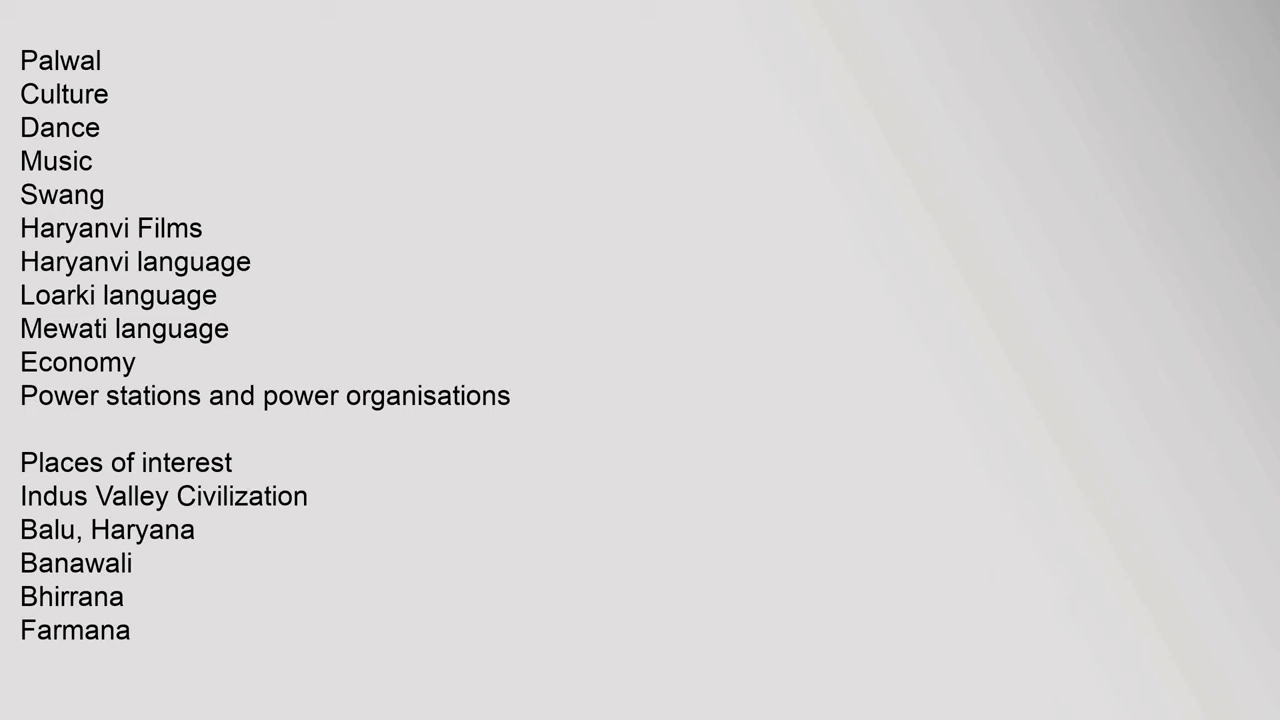 Palwal
Culture
Dance
Music
Swang
Haryanvi Films
Haryanvi language
Loarki language
Mewati language
Economy
Power stations and power organisations
Places of interest
Indus Valley Civilization
Balu, Haryana
Banawali
Bhirrana
Farmana